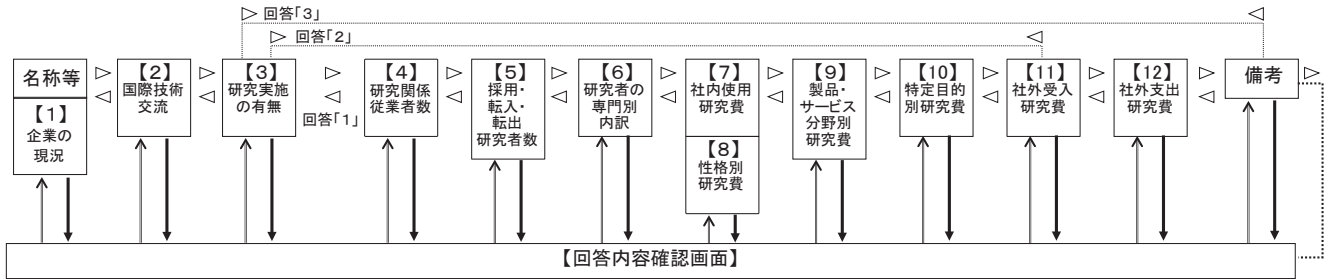 回答「3」
回答「2」
名称等
【1】
企業の
現況
【2】
国際技術
交流
【3】
研究実施
の有無
回答「1」
【4】
研究関係
従業者数
【5】
採用・
転入・
転出
研究者数
【6】
研究者の
専門別
内訳
【7】
社内使用
研究費
【8】
性格別
研究費
【9】
製品・
サービス
分野別
研究費
【10】
特定目的
別研究費
【11】
社外受入
研究費
【12】
社外支出
研究費
備考
【回答内容確認画面】